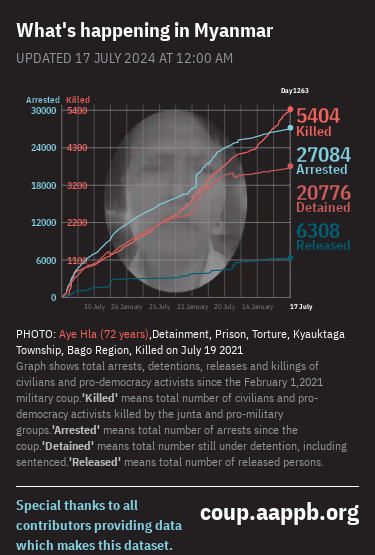 What's happening in Myanmar
UPDATED 17 JULY 2024 AT 12:00 AM
Day1263
Arrested Killed
30000 5400
24000 4300
18000 3200
12000 2200
6000 1100
0
5404
Killed
27084
Arrested
20776
Detained
6308
Released
30 July 26 January 25 July 21 January 20 July 16 January 17 July
PHOTO: Aye Hla (72 years),Detainment, Prison, Torture, Kyauktaga
Township, Bago Region, Killed on July 19 2021
Graph shows total arrests, detentions, releases and killings of
civilians and pro-democracy activists since the February 1,2021
military coup.'Killed' means total number of civilians and pro-
democracy activists killed by the junta and pro-military
groups.'Arrested' means total number of arrests since the
coup.'Detained' means total number still under detention, including
sentenced.'Released' means total number of released persons.
Special thanks to all
contributors providing data
which makes this dataset.
coup.aappb.org